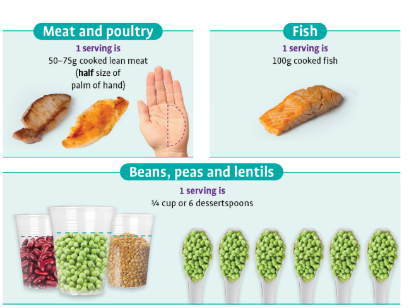 Meat and poultry
1 serving is
50–75g cooked lean meat
(half size of
palm of hand)
Fish
1 serving is
100g cooked fish
Beans, peas and lentils
1 serving is
¾ cup or 6 dessertspoons